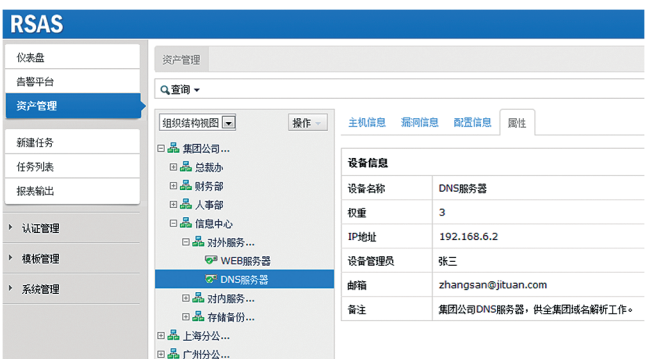 RSAS
仪表盘
告警平台
资产管理
新建任务
任务列表
报表输出
认证管理
模板管理
系统管理
资产管理
查询
组织结构视图
操作
集团公司...
总裁办
财务部
人事部
信息中心
对外服务...
WEB服务器
DNS服务器
对内服务...
存储备份...
上海分公...
广州分公...
主机信息 漏洞信息 配置信息 属性
设备信息
设备名称 DNS服务器
权重 3
IP地址 192.168.6.2
设备管理员 张三
邮箱 zhangsan@jituan.com
备注 集团公司DNS服务器，供全集团域名解析工作。